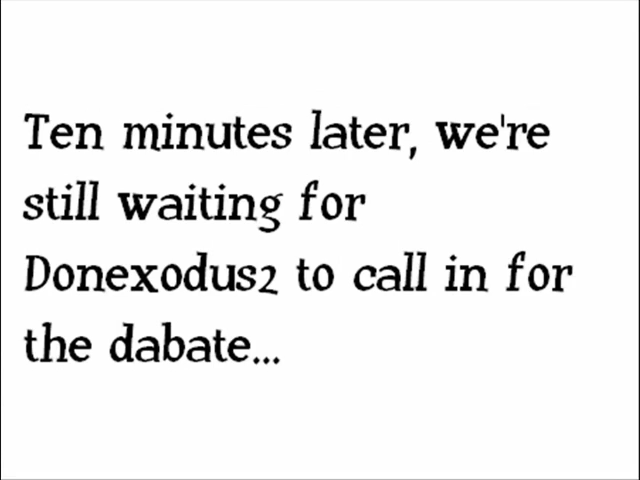 Ten minutes later, we're
still waiting for
Donexodus2 to call in for
the dabate...